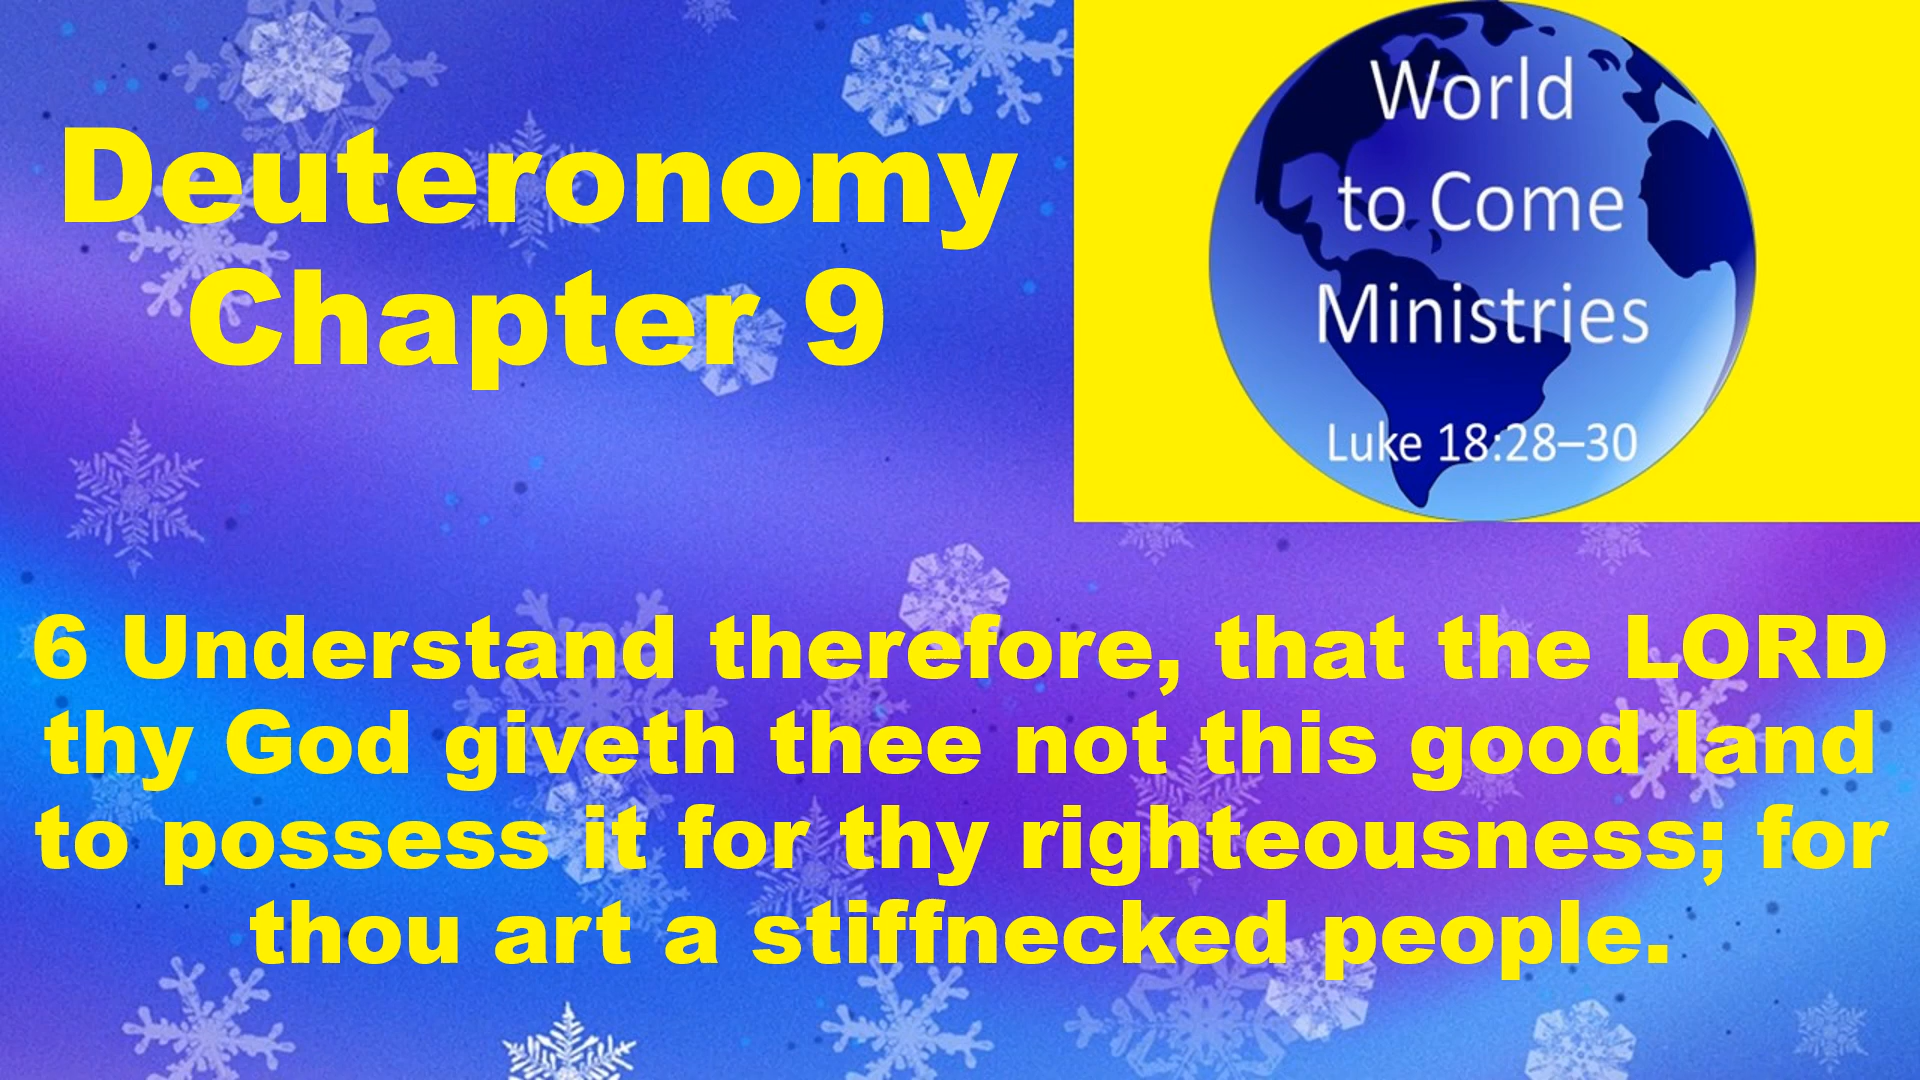 Deuteronomy
Chapter 9
World
to Come
Ministries
Luke 18:28–30
6 Understand therefore, that the LORD
thy God giveth thee not this good land
to possess it for thy righteousness; for
thou art a stiffnecked people.